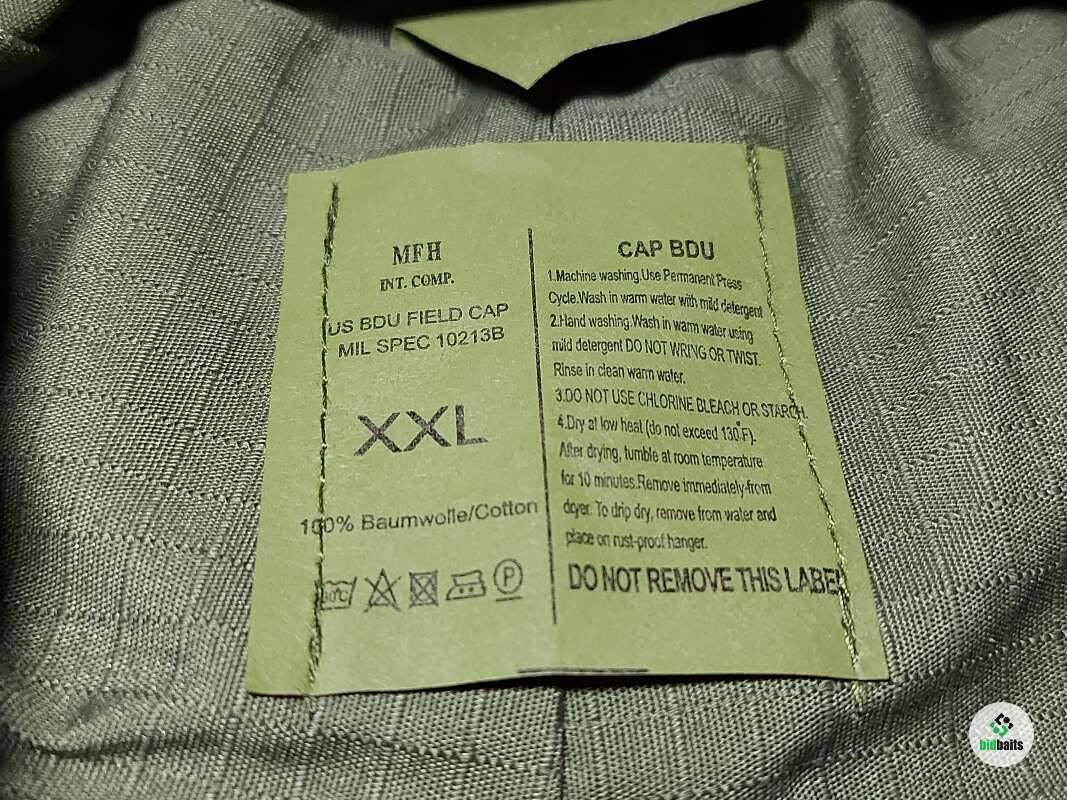 MFH
INT. COMP.
US BDU FIELD CAP
MIL SPEC 10213B
XXL
100% Baumwolle/Cotton
30°C
P
CAP BDU
1.Machine washing.Use Permanent Press
Cycle.Wash in warm water with mild detergent
2.Hand washing.Wash in warm water using
mild detergent DO NOT WRING OR TWIST.
Rinse in clean warm water.
3.DO NOT USE CHLORINE BLEACH OR STARCH.
4.Dry at low heat (do not exceed 130°F).
After drying, tumble at room temperature
for 10 minutes.Remove immediately-from
dryer. To drip dry, remove from water and
place on rust-proof hanger.
DO NOT REMOVE THIS LABEL
bidbaits